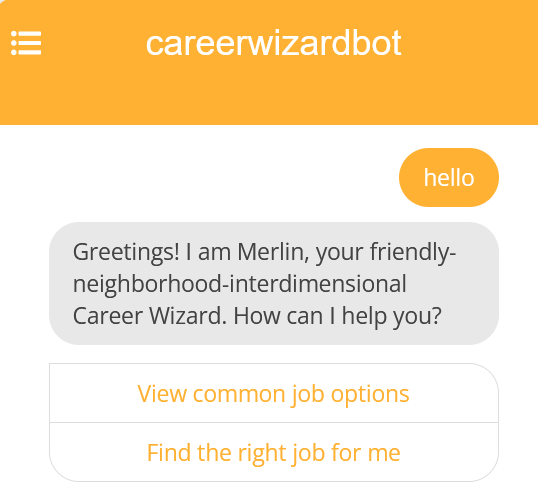 careerwizardbot
hello
Greetings! I am Merlin, your friendly-
neighborhood-interdimensional
Career Wizard. How can I help you?
View common job options
Find the right job for me